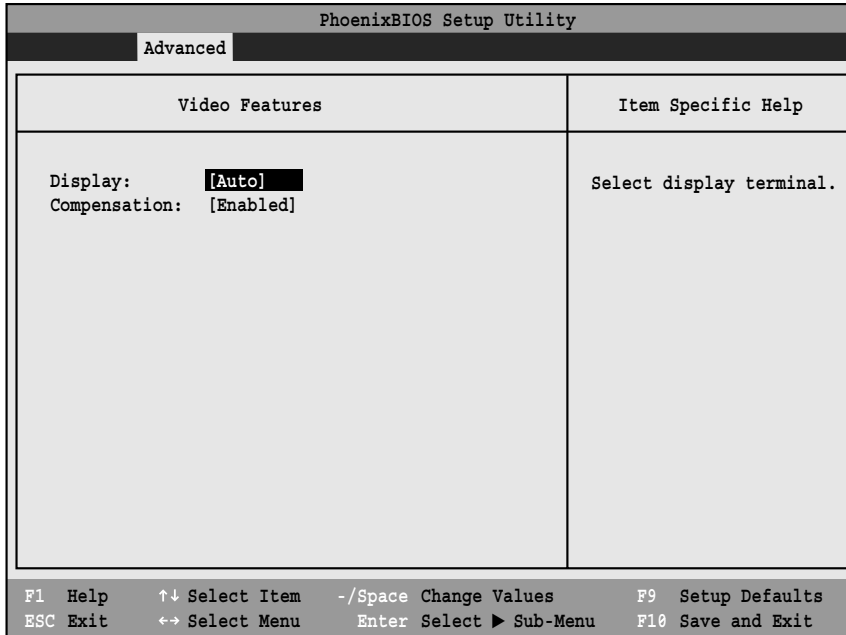 PhoenixBIOS Setup Utility
Advanced
Video Features
Item Specific Help
Display: [Auto]
Compensation: [Enabled]
Select display terminal.
F1 Help ↑↓ Select Item -/Space Change Values F9 Setup Defaults
ESC Exit ←→ Select Menu Enter Select ▶ Sub-Menu F10 Save and Exit